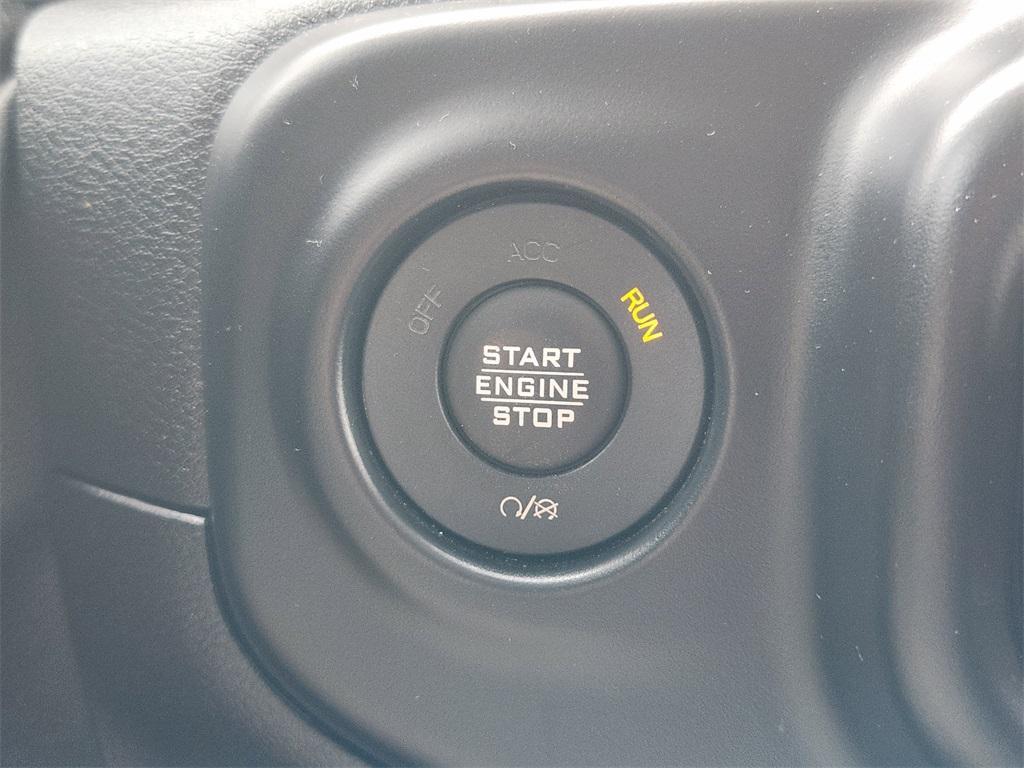 ACC
OFF
RUN
START
ENGINE
STOP